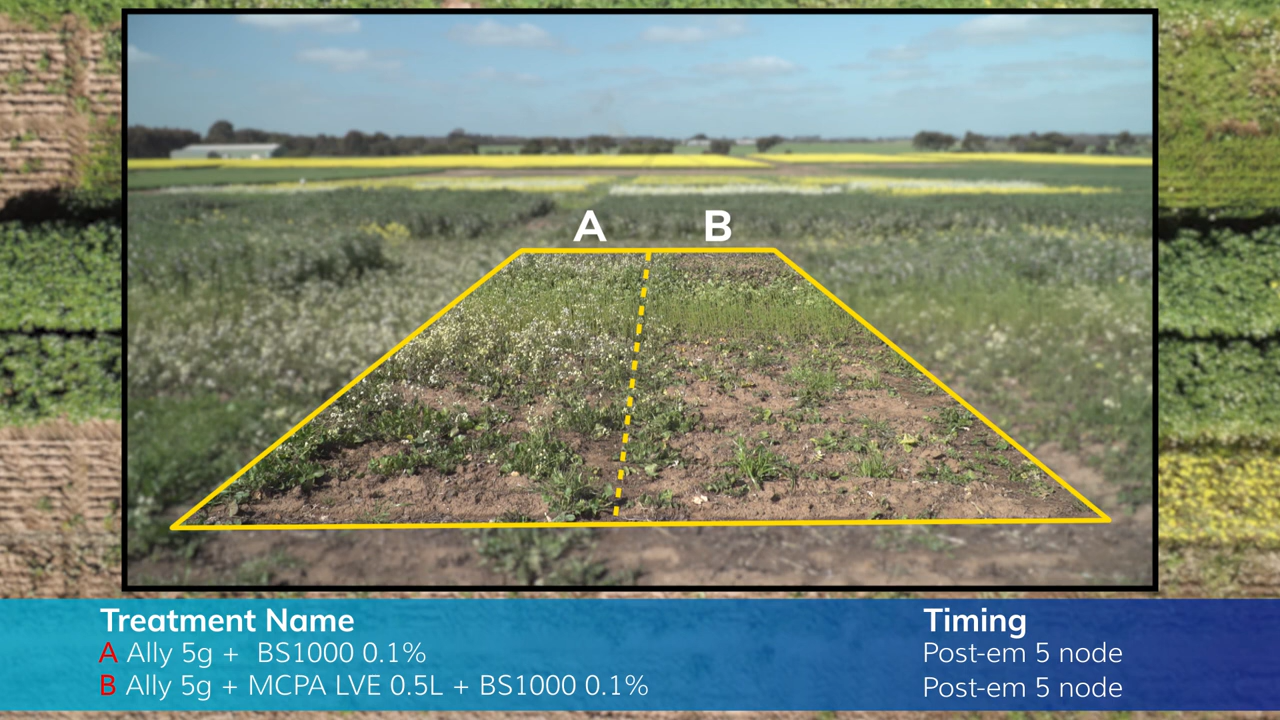 A B
Treatment Name Timing
A Ally 5g + BS1000 0.1% Post-em 5 node
B Ally 5g + MCPA LVE 0.5L + BS1000 0.1% Post-em 5 node